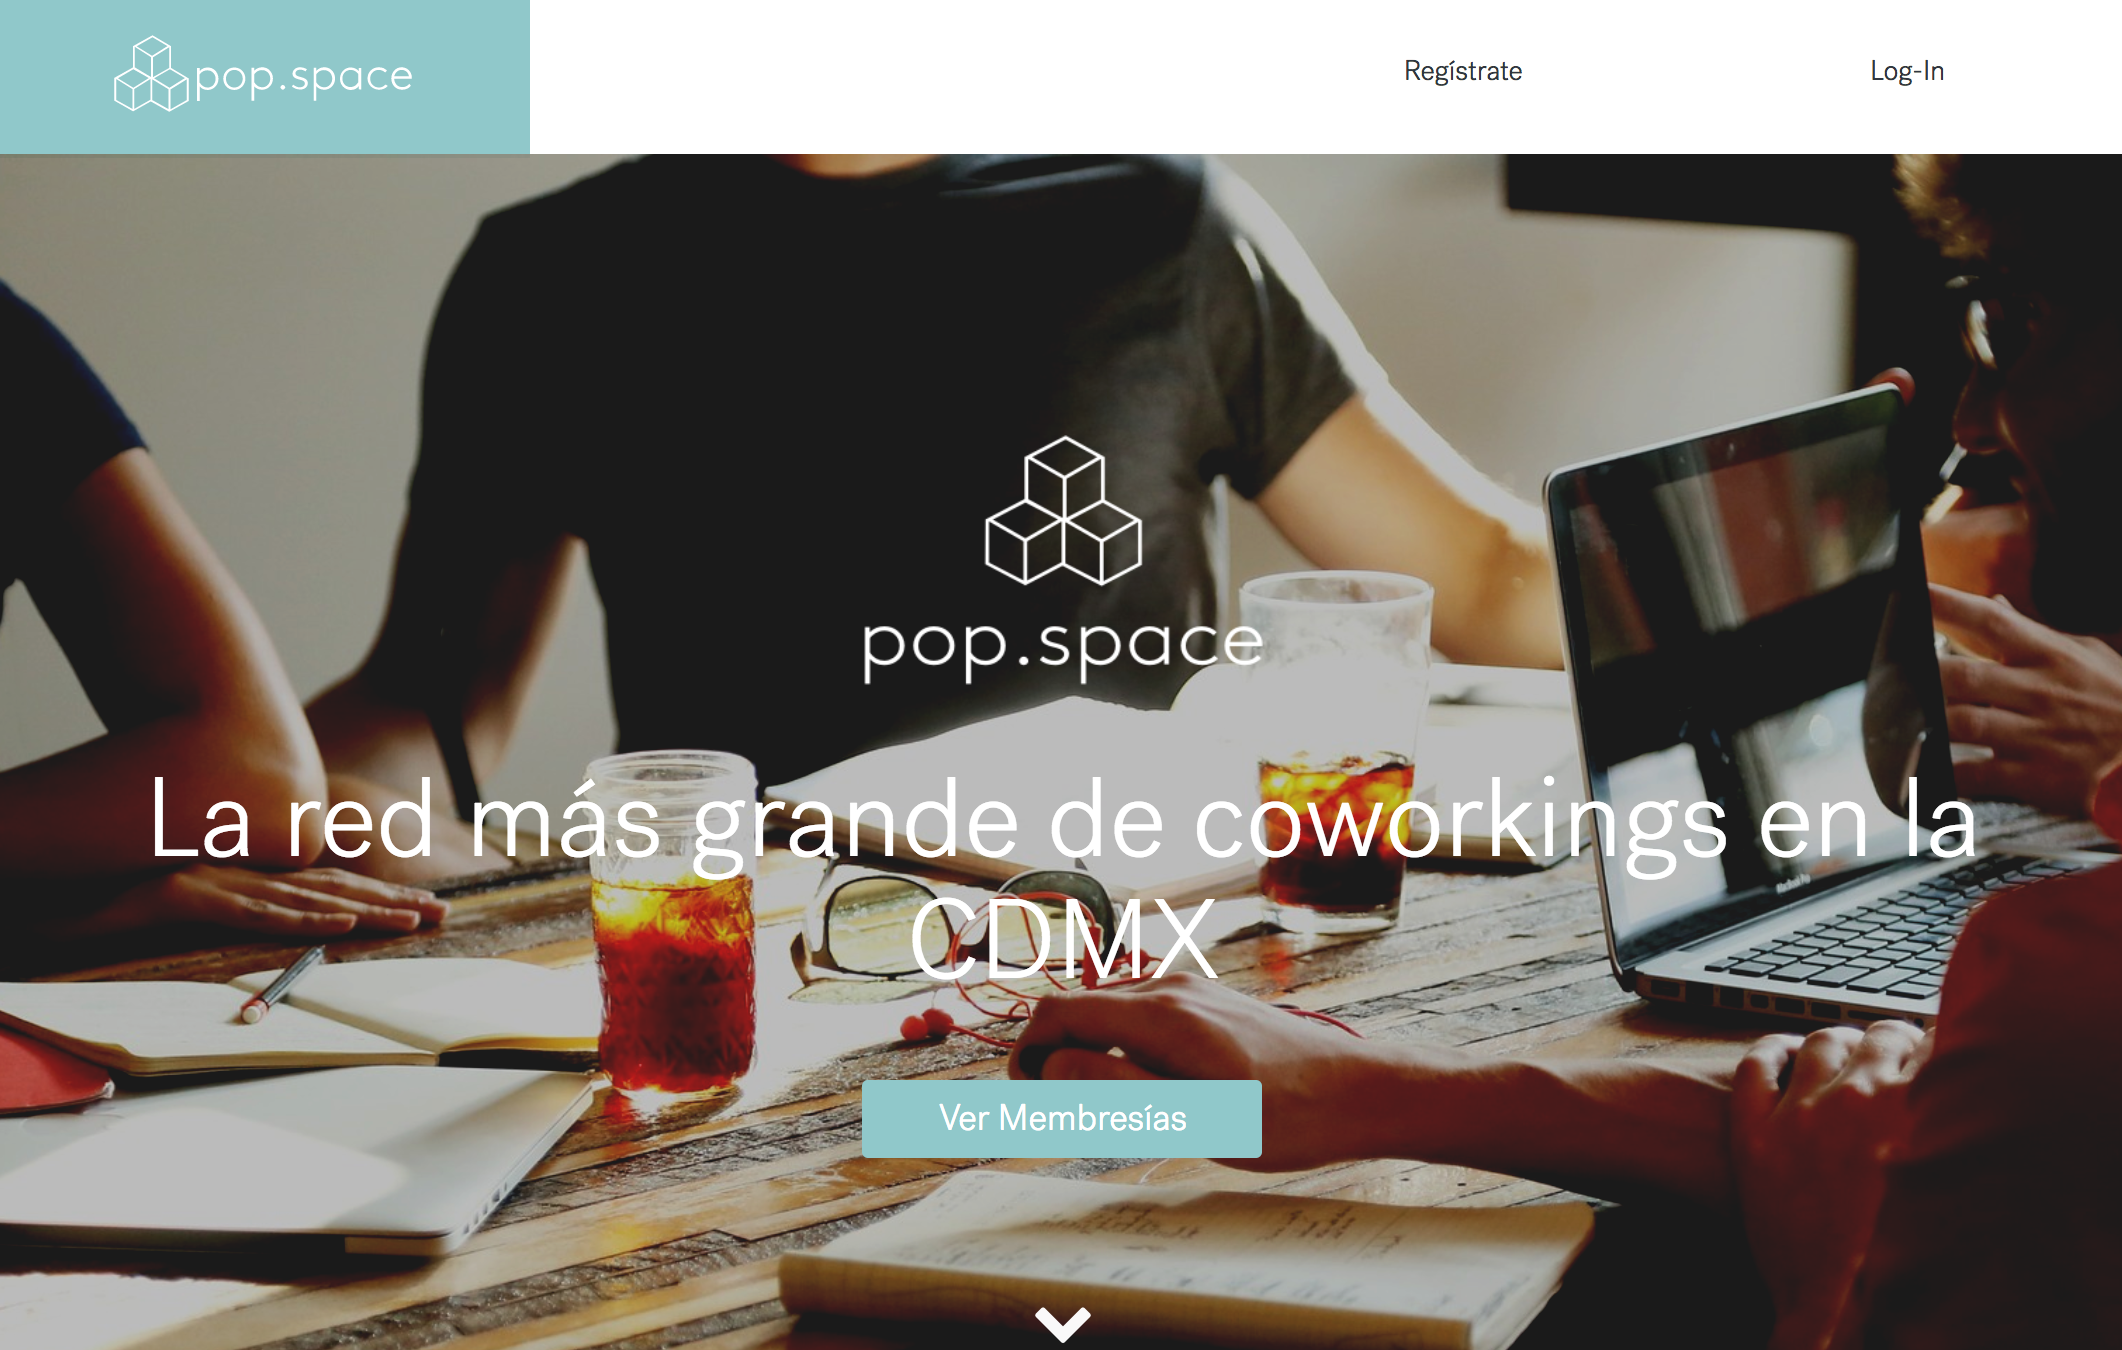 pop.space
Regístrate
Log-In
pop.space
La red más grande de coworkings en la
CDMX
Ver Membresías